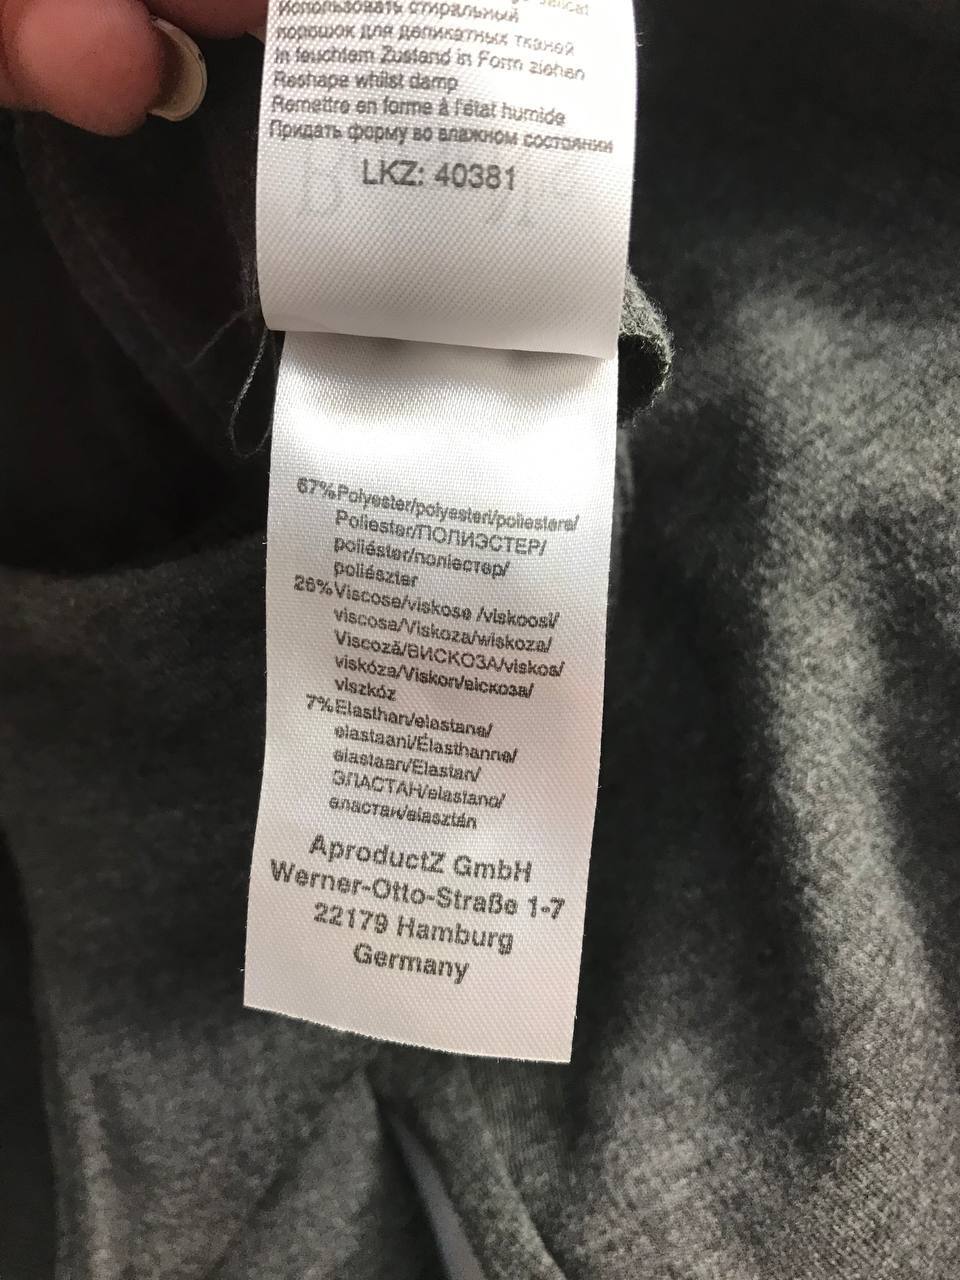 Использовать стиральный
порошок для деликатных тканей
In feuchtem Zustand in Form ziehen
Reshape whilst damp
Remettre en forme à l'état humide
Придать форму во влажном состоянии
LKZ: 40381
67%Polyester/polyesteri/poliestere/
Poliester/ПОЛИЭСТЕР/
poliéster/поліестер/
poliészter
26%Viscose/viskose /viskoosi/
viscosa/Viskoza/wiskoza/
Viscoză/ВИСКОЗА/viskos/
viskóza/Viskon/віскоза/
viszkóz
7%Elasthan/elastane/
elastaani/Élasthanne/
elastaan/Elastan/
ЭЛАСТАН/elastano/
еластан/elasztán
AproductZ GmbH
Werner-Otto-Straße 1-7
22179 Hamburg
Germany